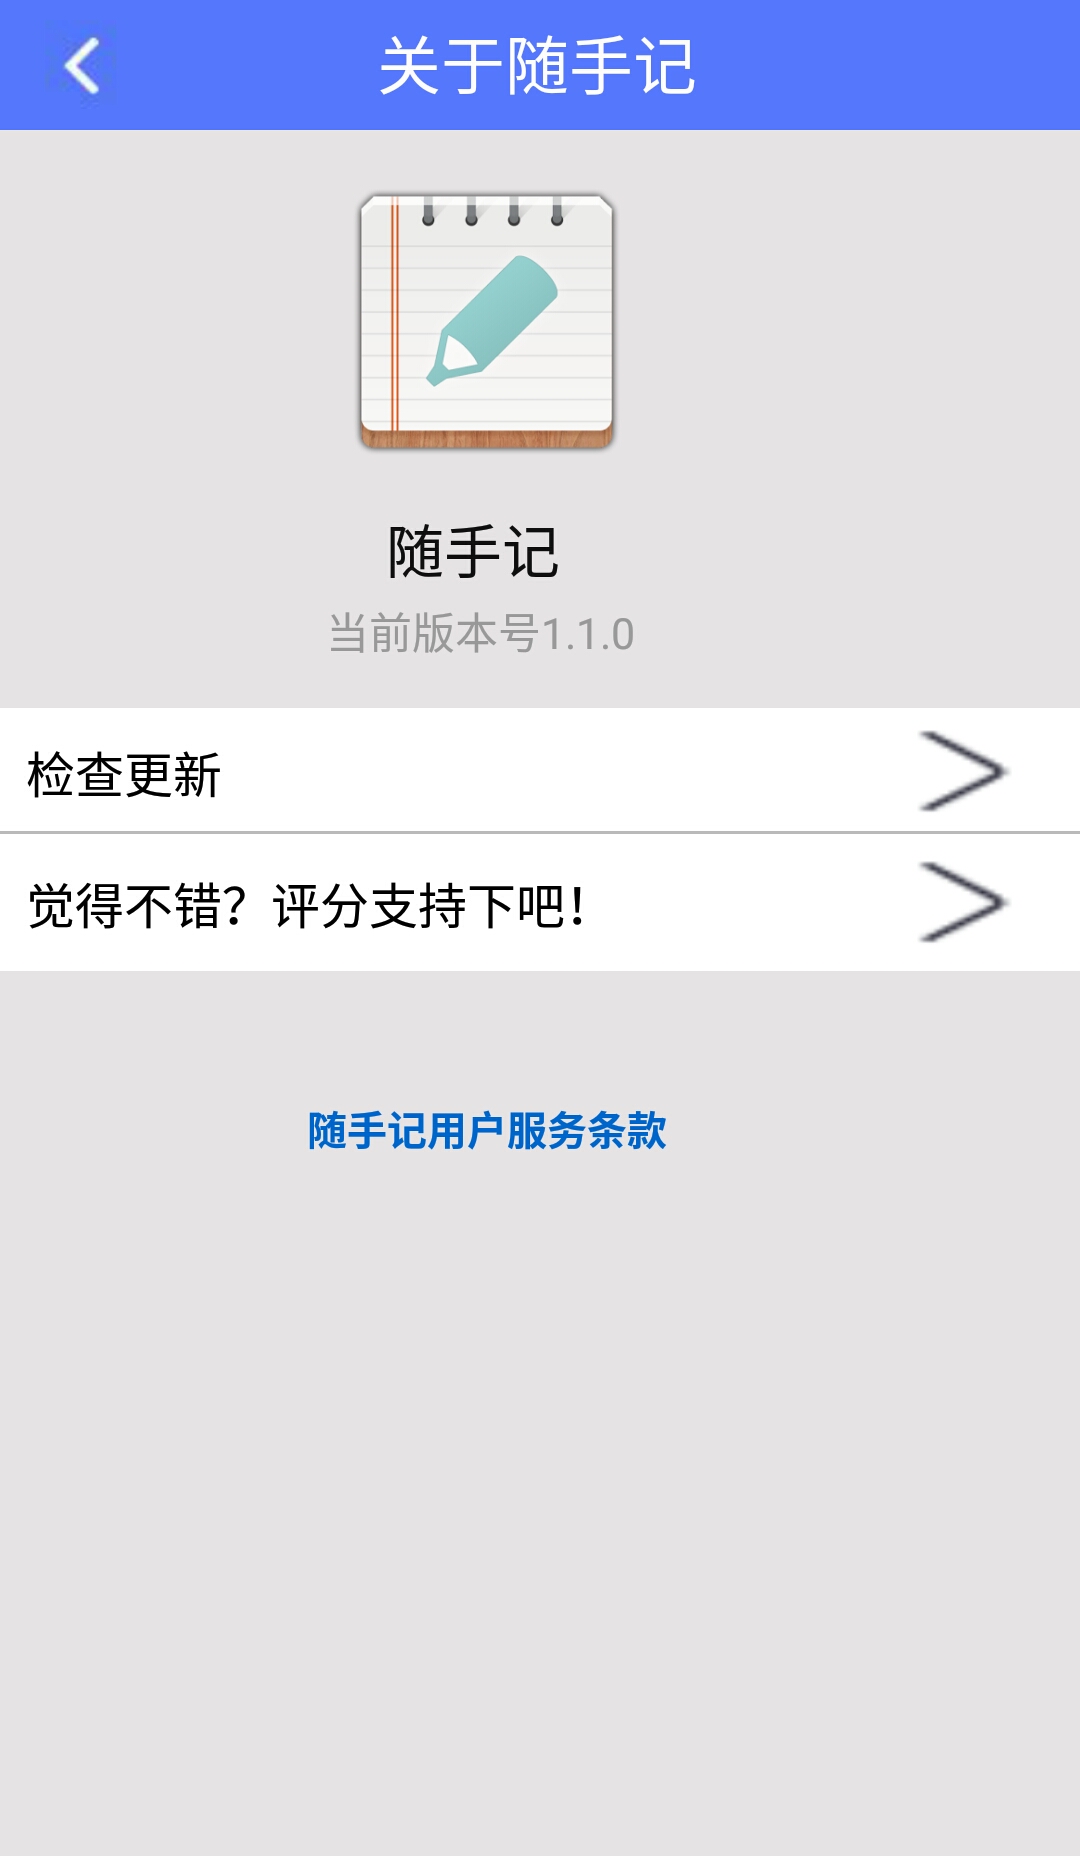 关于随手记
随手记
当前版本号1.1.0
检查更新
觉得不错？评分支持下吧！
随手记用户服务条款